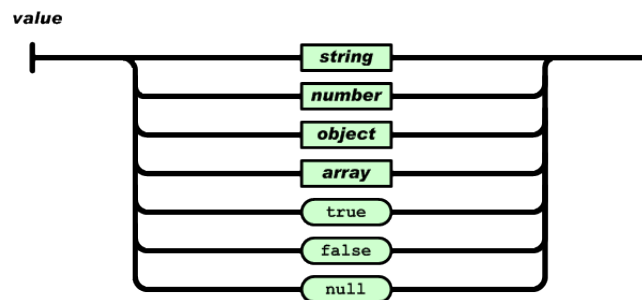 value
string
number
object
array
true
false
null